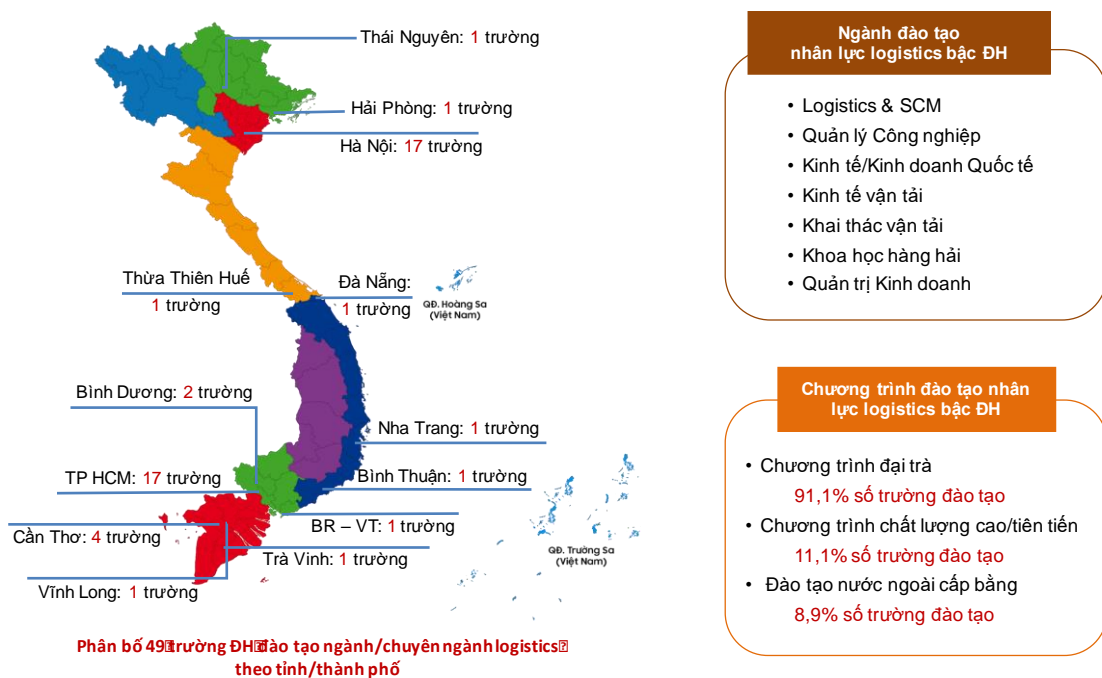 Thái Nguyên: 1 trường
Hải Phòng: 1 trường
Hà Nội: 17 trường
Thừa Thiên Huế
1 trường
Đà Nẵng:
1 trường
QĐ. Hoàng Sa
(Việt Nam)
Bình Dương: 2 trường
Nha Trang: 1 trường
TP HCM: 17 trường
Bình Thuận: 1 trường
BR – VT: 1 trường
Cần Thơ: 4 trường
Trà Vinh: 1 trường
QĐ. Trường Sa
(Việt Nam)
Vĩnh Long: 1 trường
Phân bố 49 trường ĐH đào tạo ngành/chuyên ngành logistics
theo tỉnh/thành phố
Ngành đào tạo
nhân lực logistics bậc ĐH
• Logistics & SCM
• Quản lý Công nghiệp
• Kinh tế/Kinh doanh Quốc tế
• Kinh tế vận tải
• Khai thác vận tải
• Khoa học hàng hải
• Quản trị Kinh doanh
Chương trình đào tạo nhân
lực logistics bậc ĐH
• Chương trình đại trà
91,1% số trường đào tạo
• Chương trình chất lượng cao/tiên tiến
11,1% số trường đào tạo
• Đào tạo nước ngoài cấp bằng
8,9% số trường đào tạo